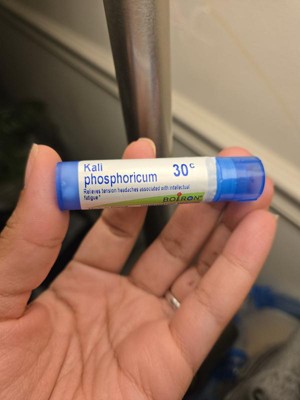 Kali
phosphoricum 30c
Relieves tension headaches associated with intellectual
fatigue*
BOIRON